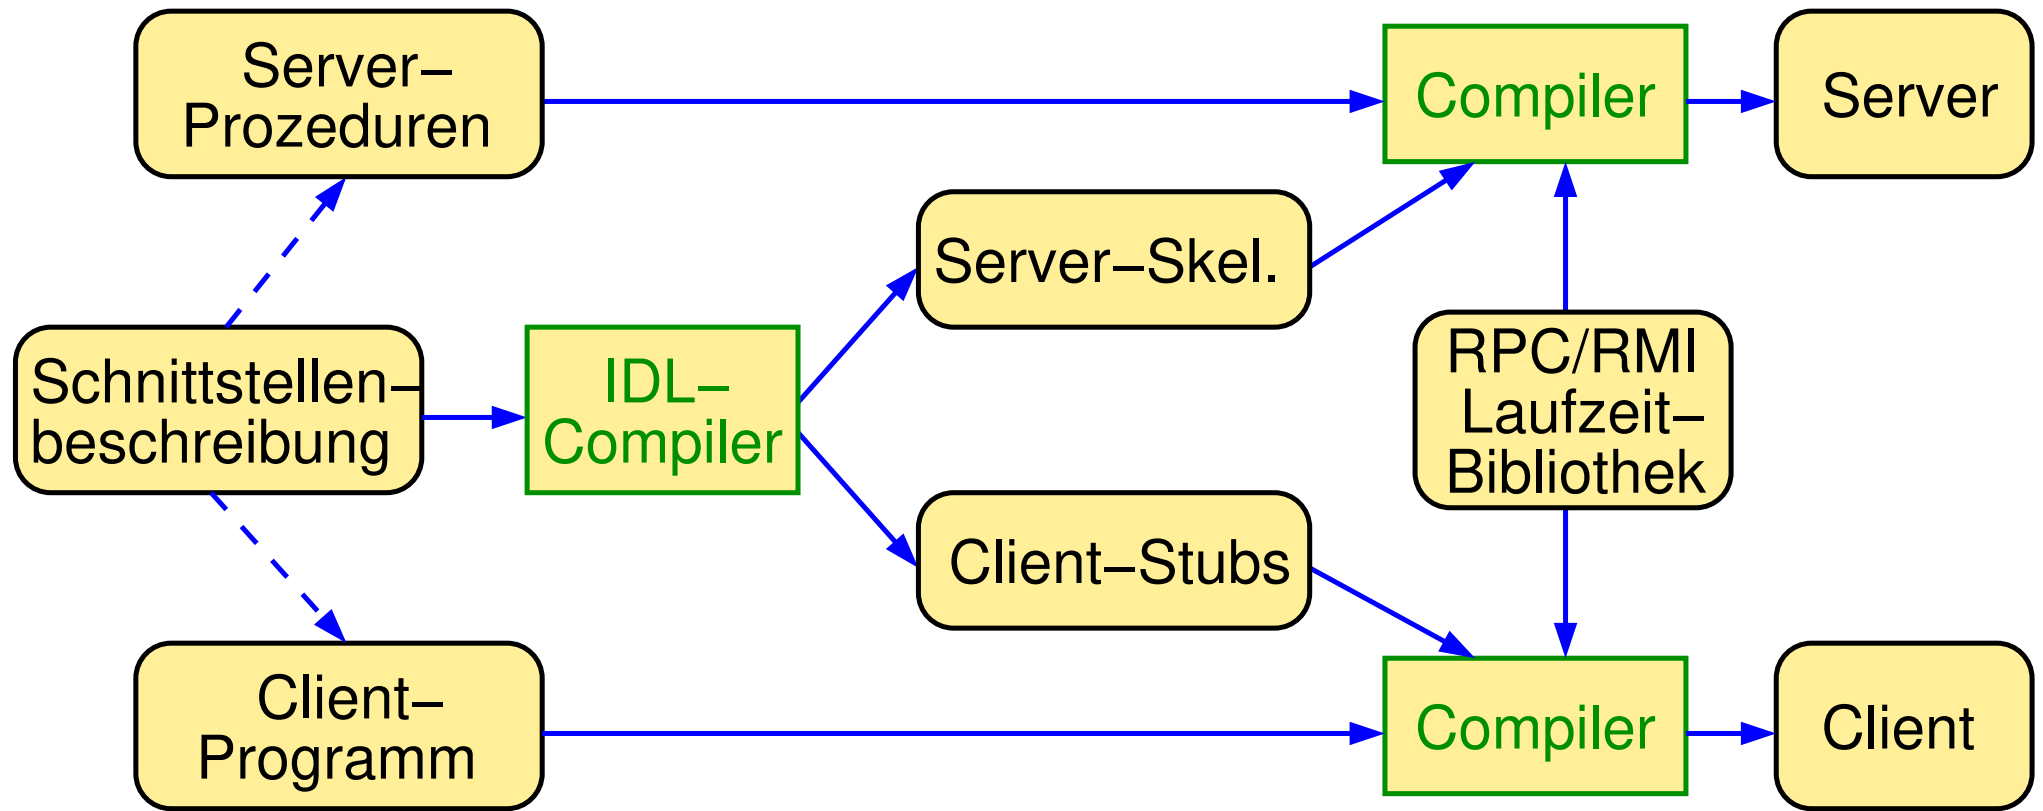 Server–
Prozeduren
Compiler
Server
Server–Skel.
Schnittstellen–
beschreibung
IDL–
Compiler
RPC/RMI
Laufzeit–
Bibliothek
Client–Stubs
Client–
Programm
Compiler
Client